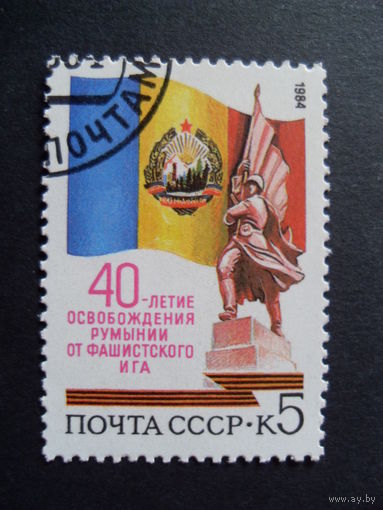 1984
ПОЧТАМ
40-ЛЕТИЕ
ОСВОБОЖДЕНИЯ
РУМЫНИИ
ОТ ФАШИСТСКОГО
ИГА
ПОЧТА СССР·К5
www.ay.by